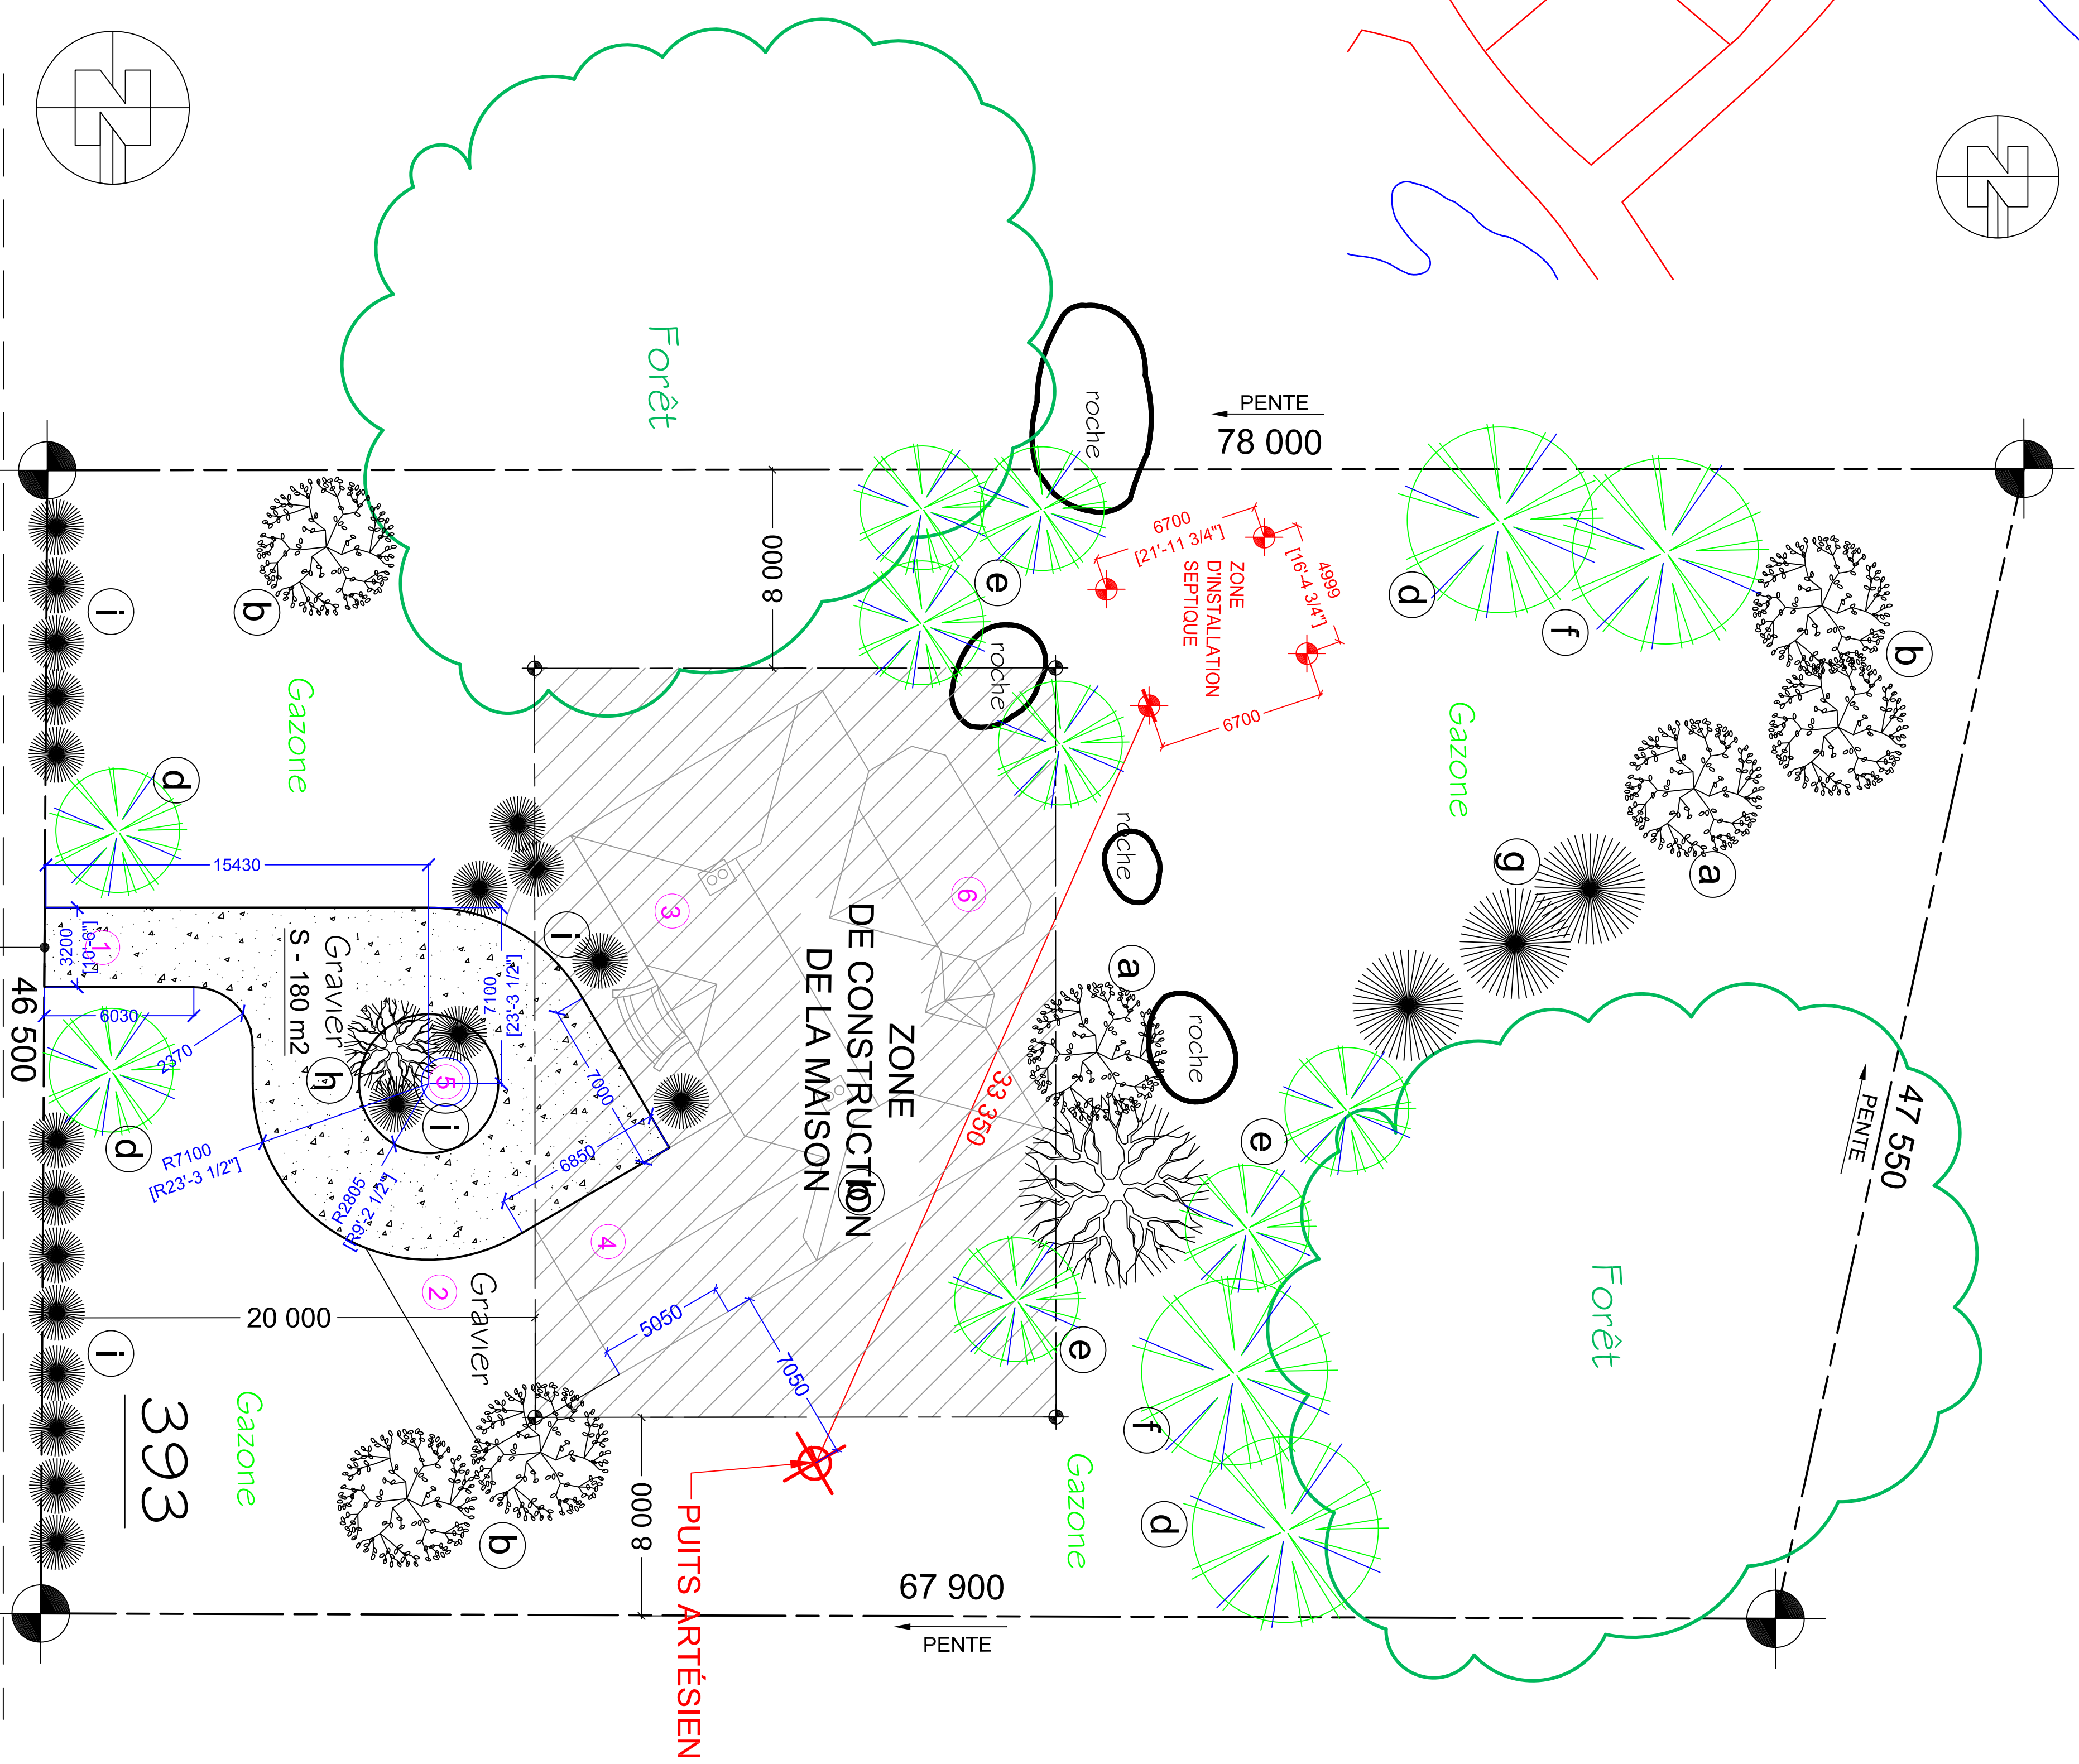 N
N
Forêt
roche
PENTE
78 000
6700
[21'-11 3/4"]
4999
[16'-4 3/4"]
ZONE
D'INSTALLATION
SEPTIQUE
6700
8 000
e
d
f
b
i
b
roche
Gazone
Gazone
d
a
g
roche
15430
3
6
ZONE
DE CONSTRUCTION
DE LA MAISON
b
i
3200
[10'-6"]
1
S - 180 m2
Gravier
7100
[23'-3 1/2"]
a
roche
46 500
6030
2370
h
5
i
7000
6850
33 350
R7100
[R23'-3 1/2"]
R2805
[R9'-2 1/2"]
d
e
47 550
PENTE
4
2
Gravier
20 000
5050
7050
e
Forêt
i
393
Gazone
b
8 000
PUITS ARTÉSIEN
Gazone
f
d
67 900
PENTE